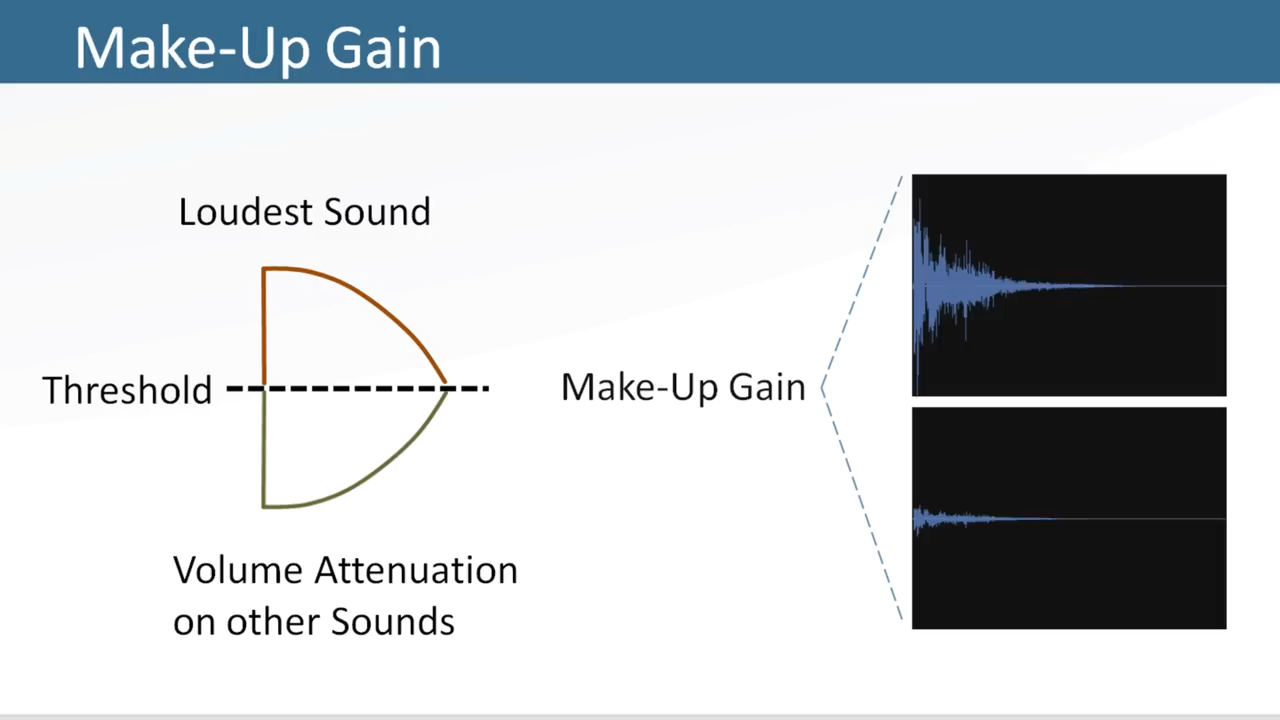 Make-Up Gain
Loudest Sound
Threshold
Make-Up Gain
Volume Attenuation
on other Sounds